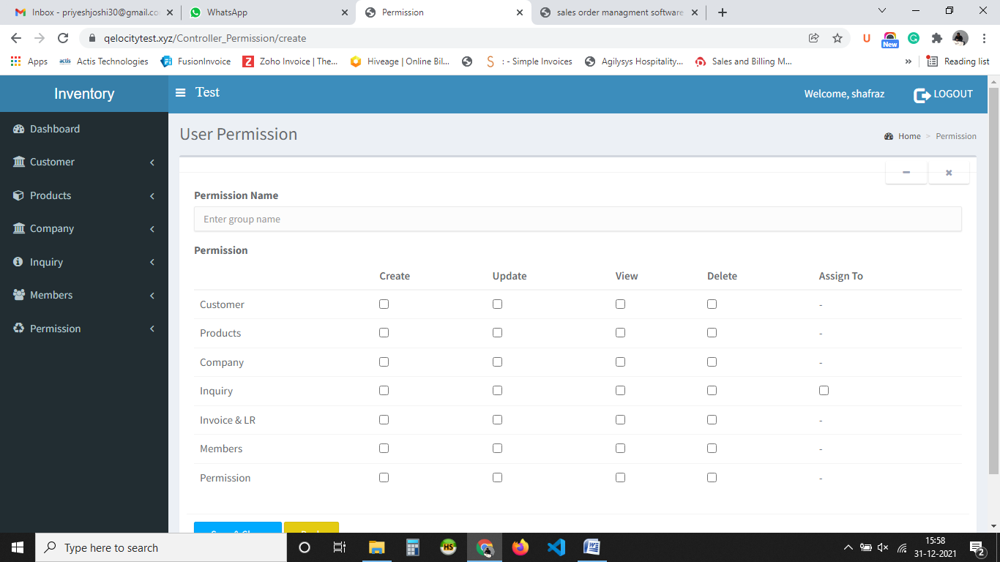 Inbox - priyeshjoshi30@gmail.co
WhatsApp
Permission
sales order managment software
qelocitytest.xyz/Controller_Permission/create
New
Apps
actis Actis Technologies
FusionInvoice
Z Zoho Invoice | The...
Hiveage | Online Bil...
S : - Simple Invoices
Agilysys Hospitality...
Sales and Billing M...
»
Reading list
Inventory
Test
Welcome, shafraz
LOGOUT
Dashboard
Customer
Products
Company
Inquiry
Members
Permission
User Permission
Home > Permission
Permission Name
Enter group name
Permission
Create Update View Delete Assign To
Customer -
Products -
Company -
Inquiry
Invoice & LR -
Members -
Permission -
Type here to search
HS
15:58
31-12-2021
2